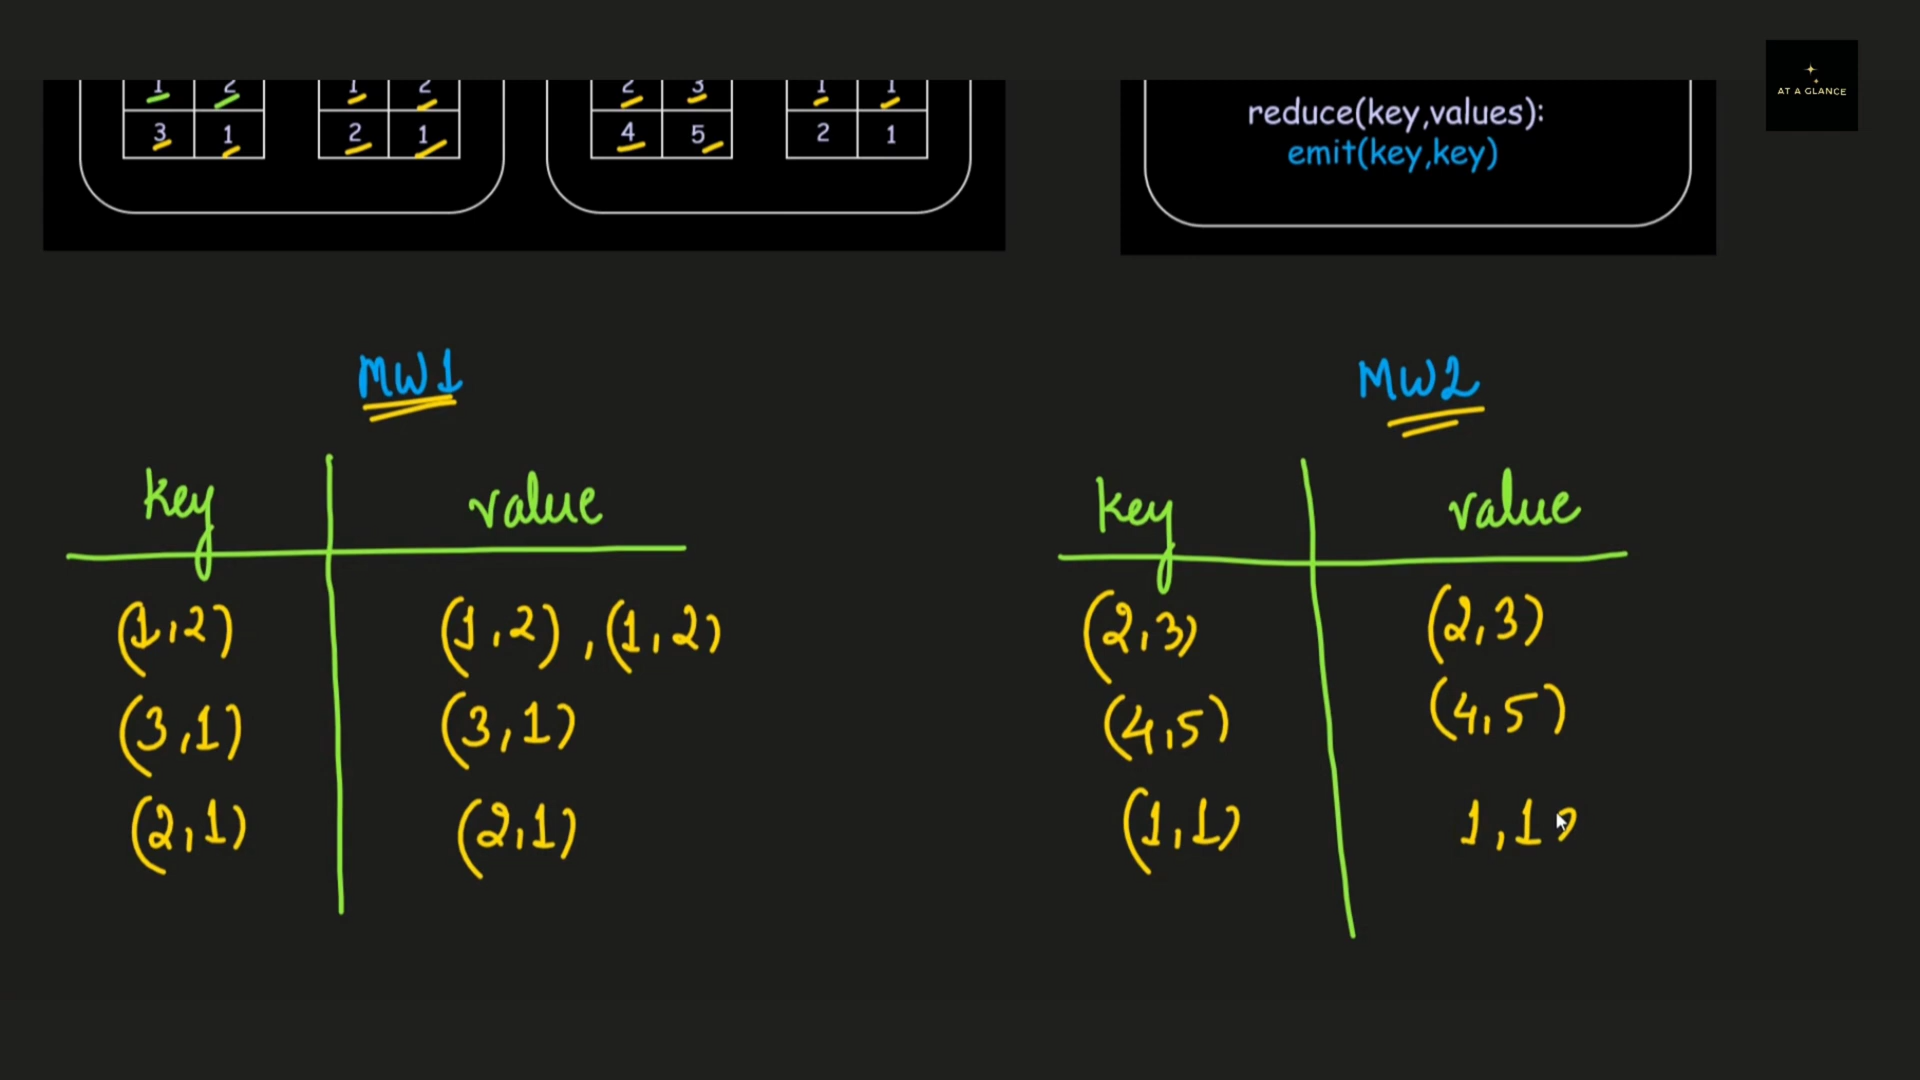 AT A GLANCE
1 2 1 2 2 3 1 1
3 1 2 1 4 5 2 1
reduce(key,values):
emit(key,key)
MW1
key value
(1,2) (1,2) , (1,2)
(3,1) (3,1)
(2,1) (2,1)
MW2
key value
(2,3) (2,3)
(4,5) (4,5)
(1,1) 1,1)